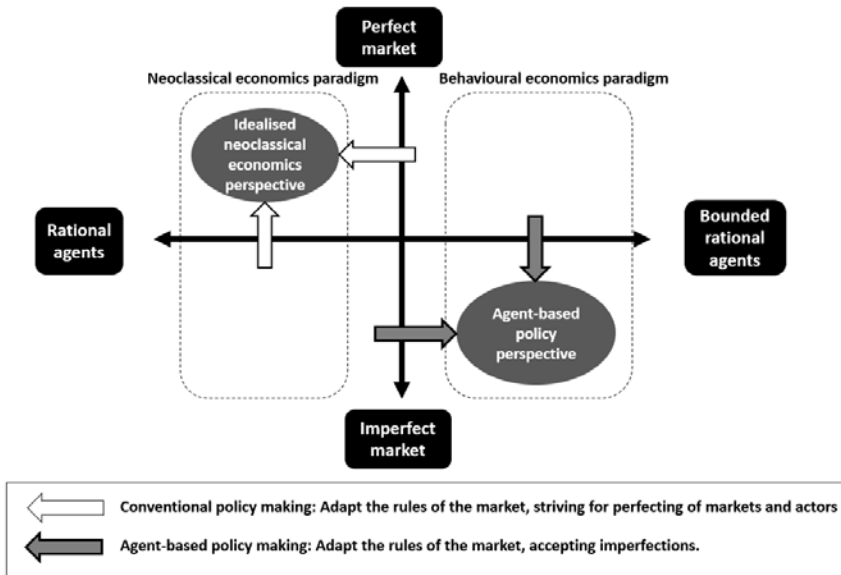 Perfect
market
Neoclassical economics paradigm
Behavioural economics paradigm
Idealised
neoclassical
economics
perspective
Rational
agents
Bounded
rational
agents
Agent-based
policy
perspective
Imperfect
market
Conventional policy making: Adapt the rules of the market, striving for perfecting of markets and actors
Agent-based policy making: Adapt the rules of the market, accepting imperfections.